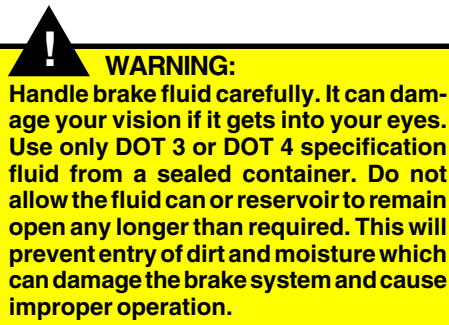 !
WARNING:
Handle brake fluid carefully. It can dam-
age your vision if it gets into your eyes.
Use only DOT 3 or DOT 4 specification
fluid from a sealed container. Do not
allow the fluid can or reservoir to remain
open any longer than required. This will
prevent entry of dirt and moisture which
can damage the brake system and cause
improper operation.